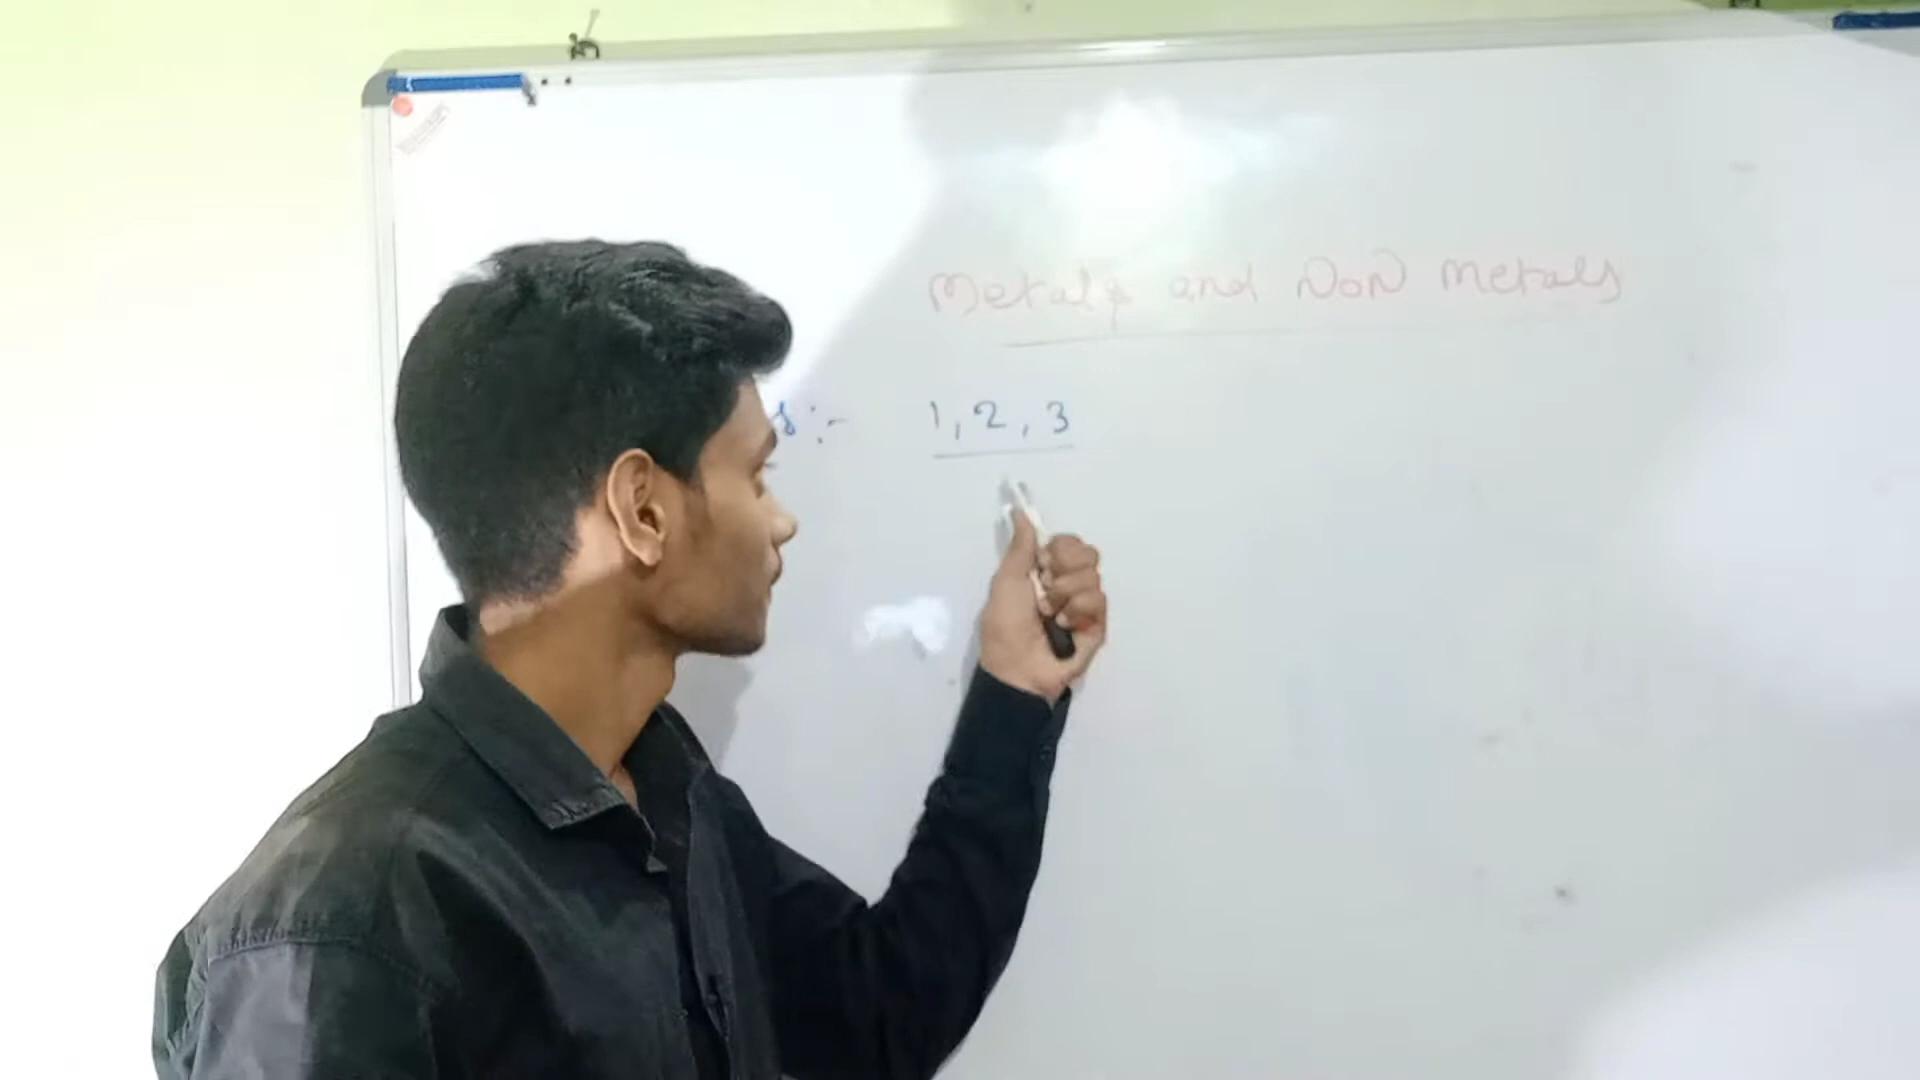 Metals and NoN Metals
s:- 1, 2, 3